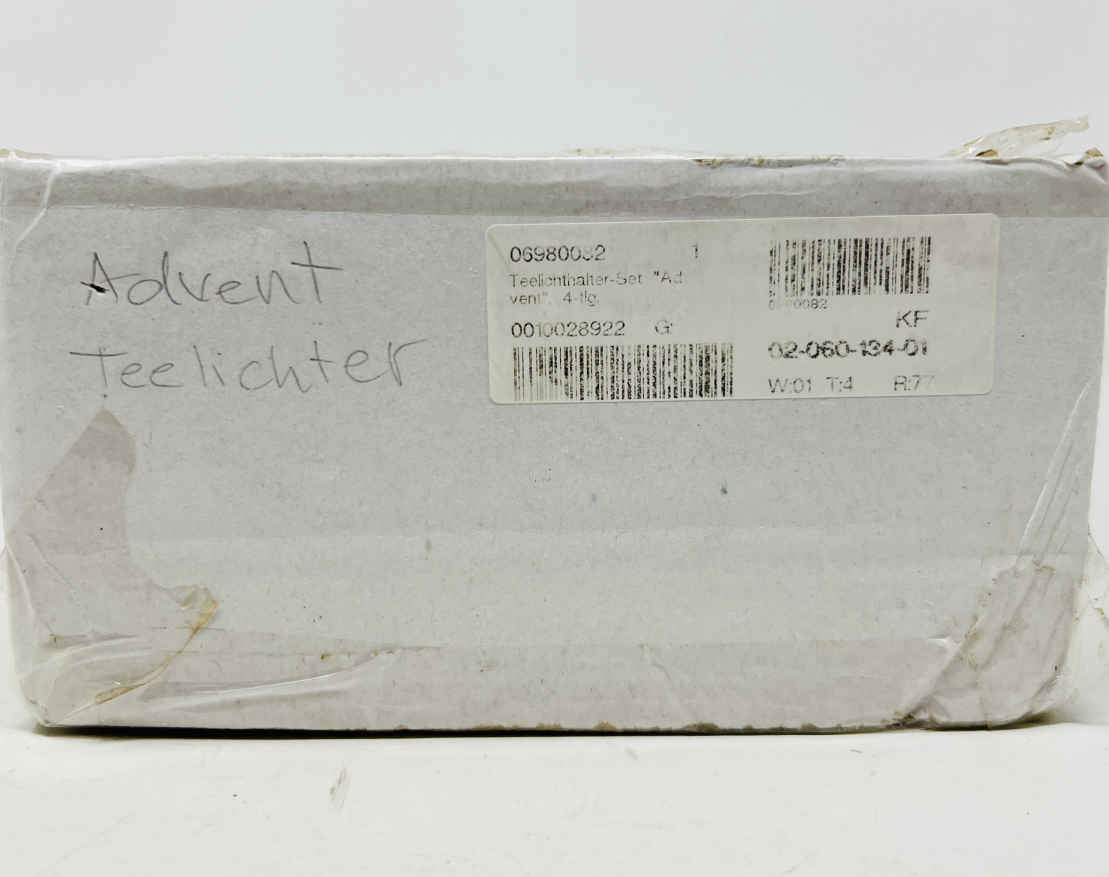 Advent
Teelichter
06980082 1
Teelichthalter-Set "Ad
vent", 4-tlg.
0010028922 G:
06980082
KF
02-060-134-01
W:01 T:4 R:77